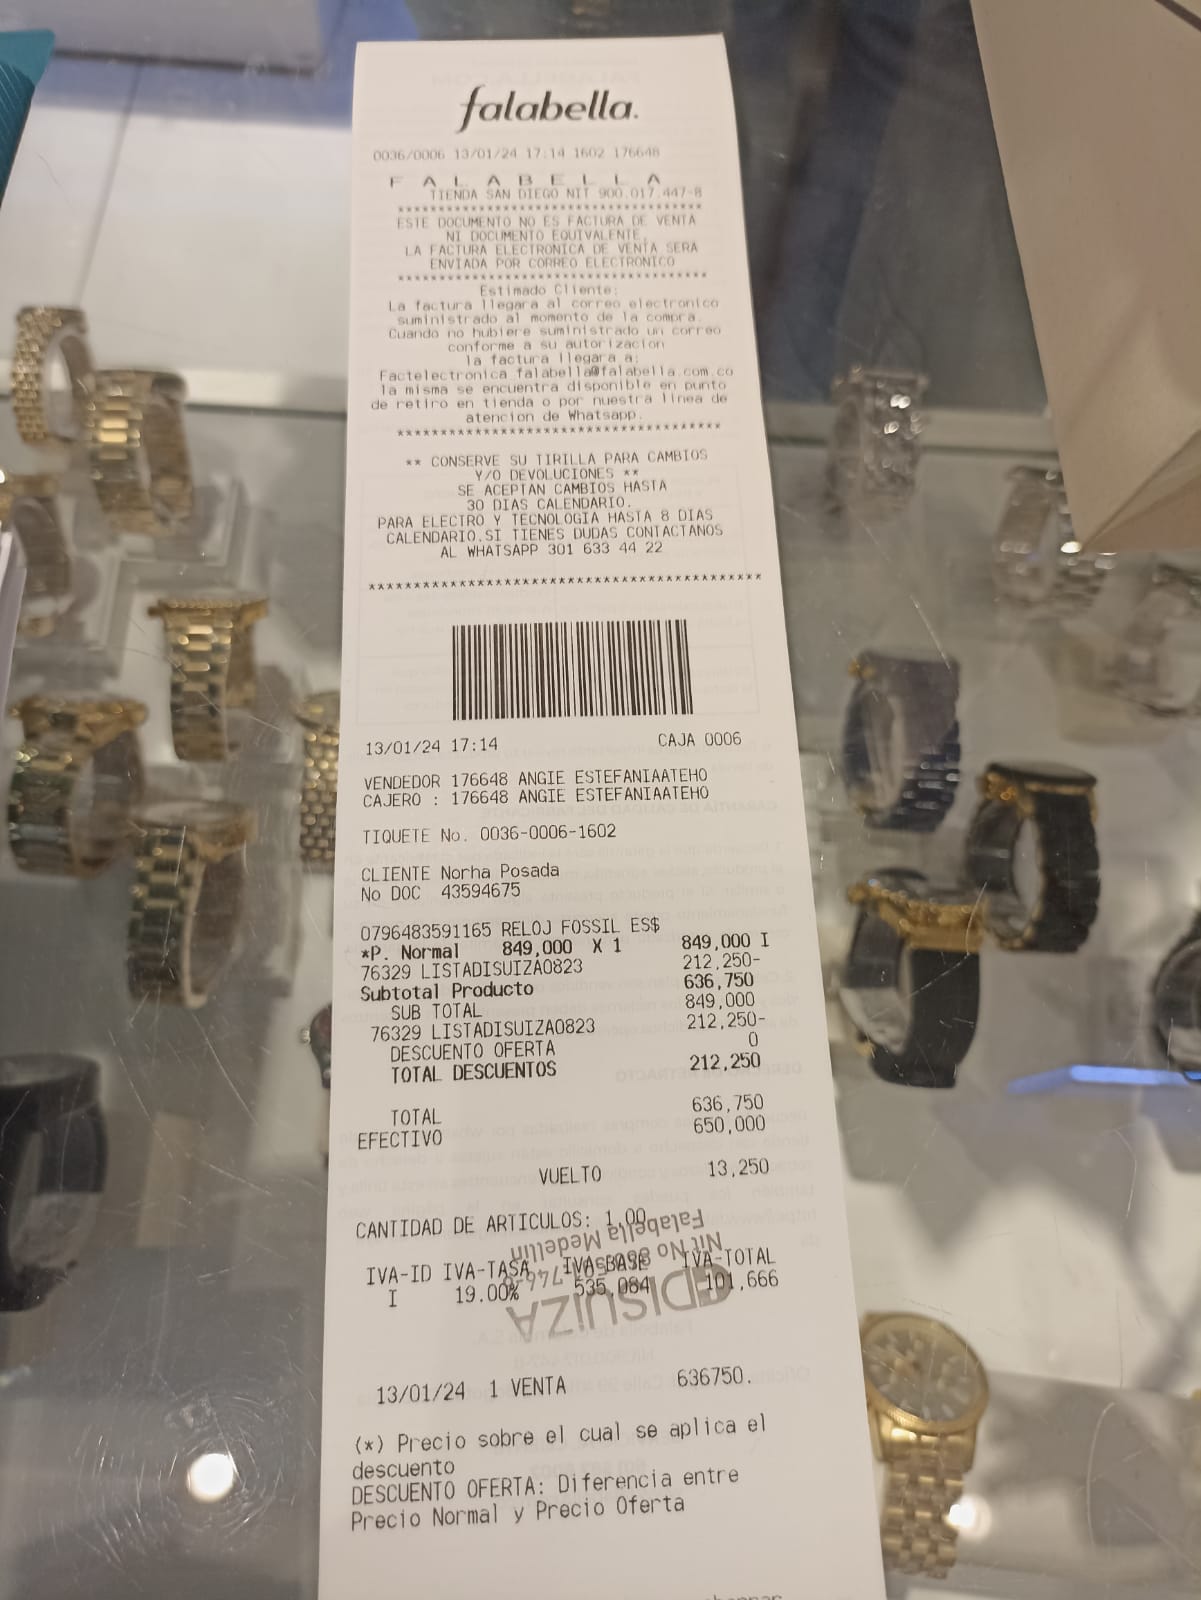 falabella.
0036/0006 13/01/24 17:14 1602 176648
F A L A B E L L A
TIENDA SAN DIEGO NIT 900.017.447-8
****************************************
ESTE DOCUMENTO NO ES FACTURA DE VENTA
NI DOCUMENTO EQUIVALENTE,
LA FACTURA ELECTRONICA DE VENTA SERA
ENVIADA POR CORREO ELECTRONICO
****************************************
Estimado Cliente:
La factura llegara al correo electronico
suministrado al momento de la compra.
Cuando no hubiere suministrado un correo
conforme a su autorizacion
la factura llegara a:
Factelectronica.falabella@falabella.com.co
la misma se encuentra disponible en punto
de retiro en tienda o por nuestra linea de
atencion de Whatsapp.
****************************************
** CONSERVE SU TIRILLA PARA CAMBIOS
Y/O DEVOLUCIONES **
SE ACEPTAN CAMBIOS HASTA
30 DIAS CALENDARIO.
PARA ELECTRO Y TECNOLOGIA HASTA 8 DIAS
CALENDARIO.SI TIENES DUDAS CONTACTANOS
AL WHATSAPP 301 633 44 22
********************************************
13/01/24 17:14 CAJA 0006
VENDEDOR 176648 ANGIE ESTEFANIAATEHO
CAJERO : 176648 ANGIE ESTEFANIAATEHO
TIQUETE No. 0036-0006-1602
CLIENTE Norha Posada
No DOC 43594675
0796483591165 RELOJ FOSSIL ES$
*P. Normal 849,000 X 1 849,000 I
76329 LISTADISUIZA0823 212,250-
Subtotal Producto 636,750
SUB TOTAL 849,000
76329 LISTADISUIZA0823 212,250-
DESCUENTO OFERTA 0
TOTAL DESCUENTOS 212,250
TOTAL 636,750
EFECTIVO 650,000
VUELTO 13,250
CANTIDAD DE ARTICULOS: 1,00
Falabella Medellin
IVA-ID IVA-TASA IVA-BASE IVA-TOTAL
I 19.00% 535,084 101,666
DISUIZA
13/01/24 1 VENTA 636750.
(*) Precio sobre el cual se aplica el
descuento
DESCUENTO OFERTA: Diferencia entre
Precio Normal y Precio Oferta